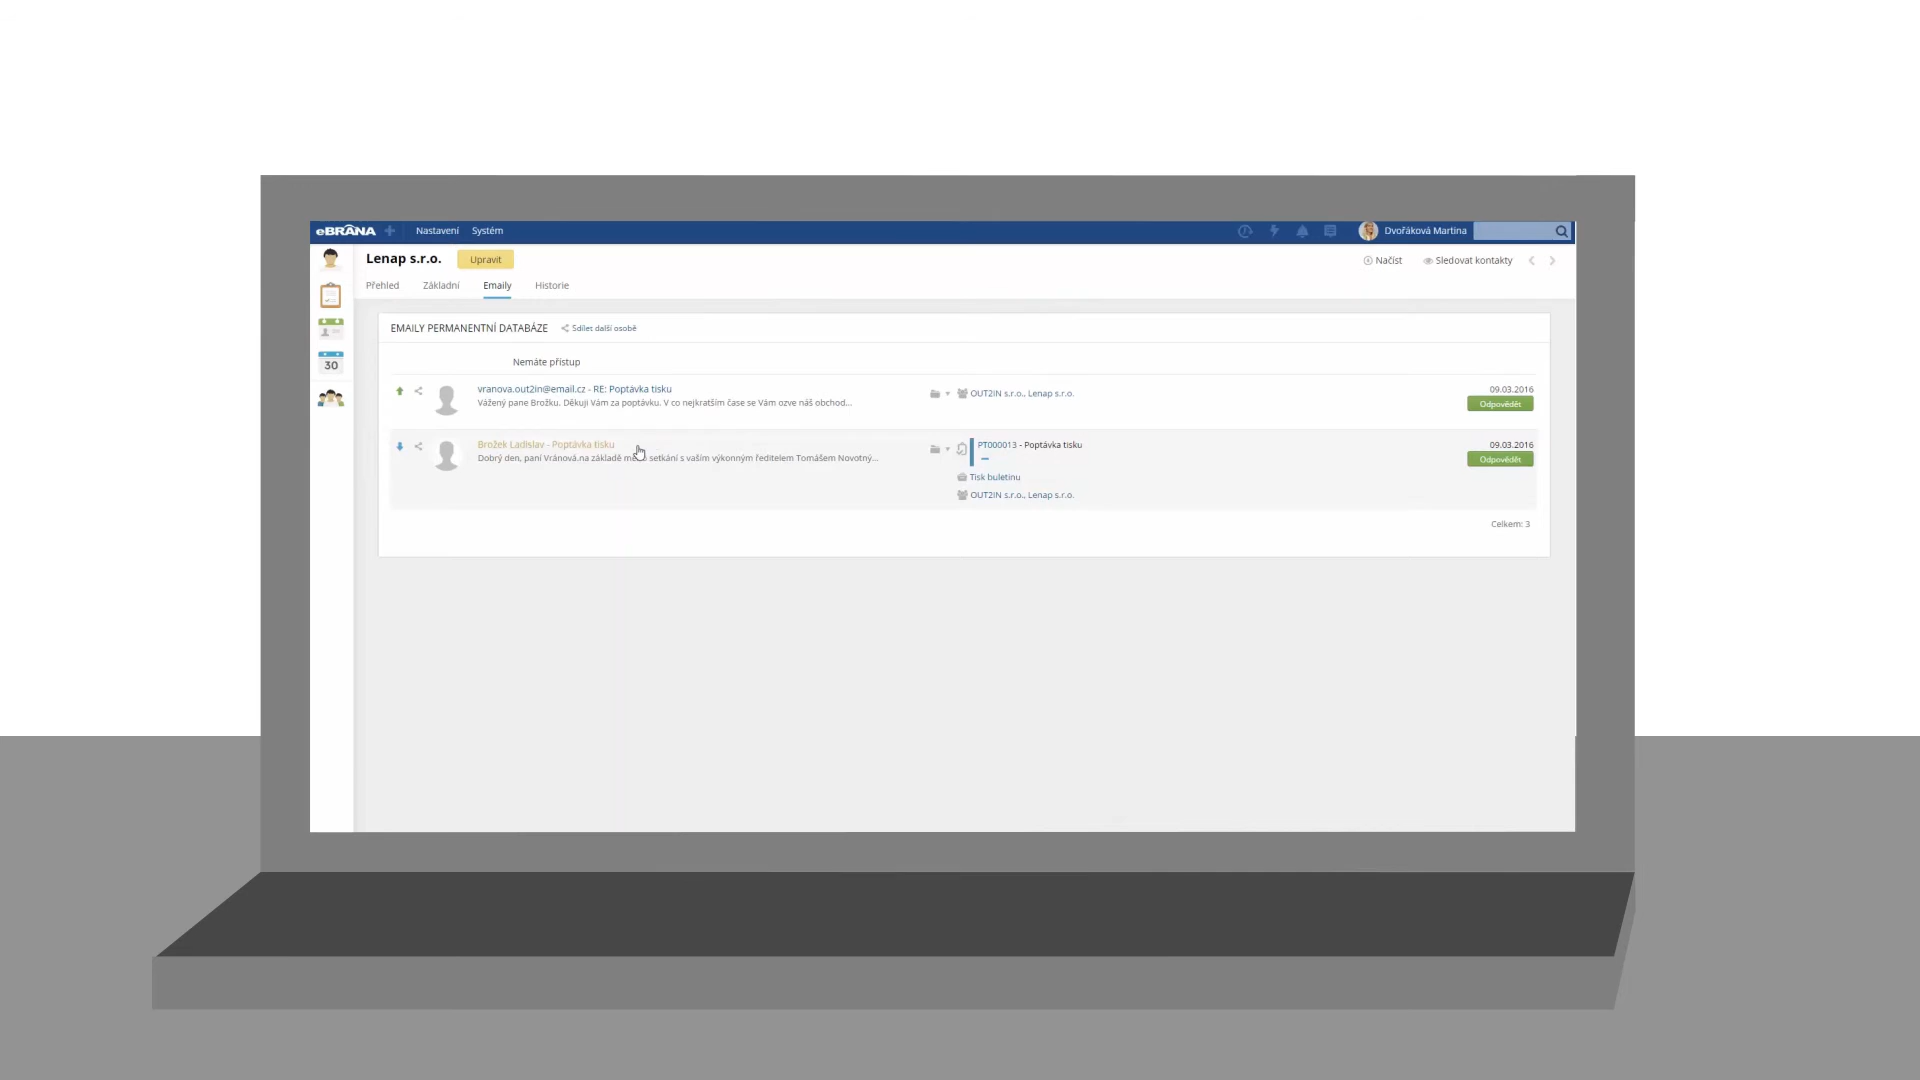 eBRÁNA + Nastavení Systém Dvořáková Martina
Lenap s.r.o. Upravit Načíst Sledovat kontakty
Přehled Základní Emaily Historie
30
EMAILY PERMANENTNÍ DATABÁZE Sdílet další osobě
Nemáte přístup
vranova.out2in@email.cz - RE: Poptávka tisku OUT2IN s.r.o., Lenap s.r.o. 09.03.2016
Vážený pane Brožku. Děkuji Vám za poptávku. V co nejkratším čase se Vám ozve náš obchod... Odpovědět
Brožek Ladislav - Poptávka tisku PT000013 - Poptávka tisku 09.03.2016
Dobrý den, paní Vránová.na základě setkání s vaším výkonným ředitelem Tomášem Novotný... Odpovědět
Tisk buletinu
OUT2IN s.r.o., Lenap s.r.o.
Celkem: 3